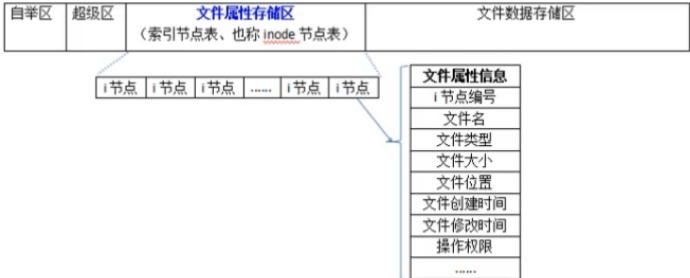 自举区 超级区 文件属性存储区 文件数据存储区
（索引节点表、也称 inode 节点表）
i 节点 i 节点 i 节点 ...... i 节点 i 节点
文件属性信息
i 节点编号
文件名
文件类型
文件大小
文件位置
文件创建时间
文件修改时间
操作权限
......